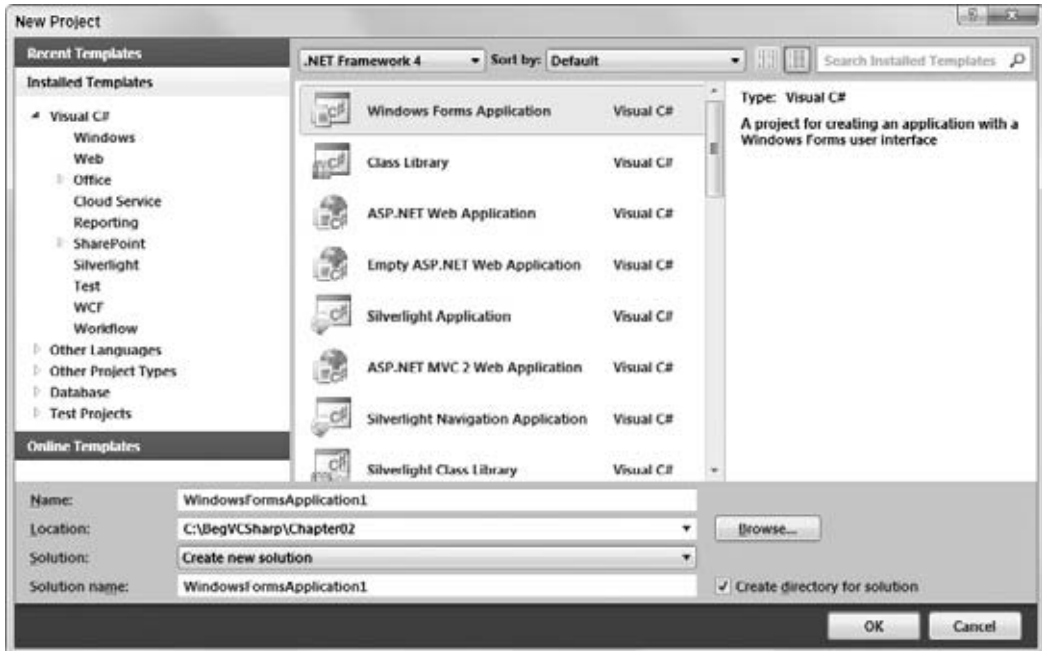 New Project
Recent Templates
Installed Templates
Visual C#
Windows
Web
Office
Cloud Service
Reporting
SharePoint
Silverlight
Test
WCF
Workflow
Other Languages
Other Project Types
Database
Test Projects
Online Templates
.NET Framework 4
Sort by: Default
Search Installed Templates
Windows Forms Application Visual C#
Class Library Visual C#
ASP.NET Web Application Visual C#
Empty ASP.NET Web Application Visual C#
Silverlight Application Visual C#
ASP.NET MVC 2 Web Application Visual C#
Silverlight Navigation Application Visual C#
Silverlight Class Library Visual C#
Type: Visual C#
A project for creating an application with a
Windows Forms user interface
Name: WindowsFormsApplication1
Location: C:\BegVCSharp\Chapter02
Browse...
Solution: Create new solution
Solution name: WindowsFormsApplication1
Create directory for solution
OK Cancel